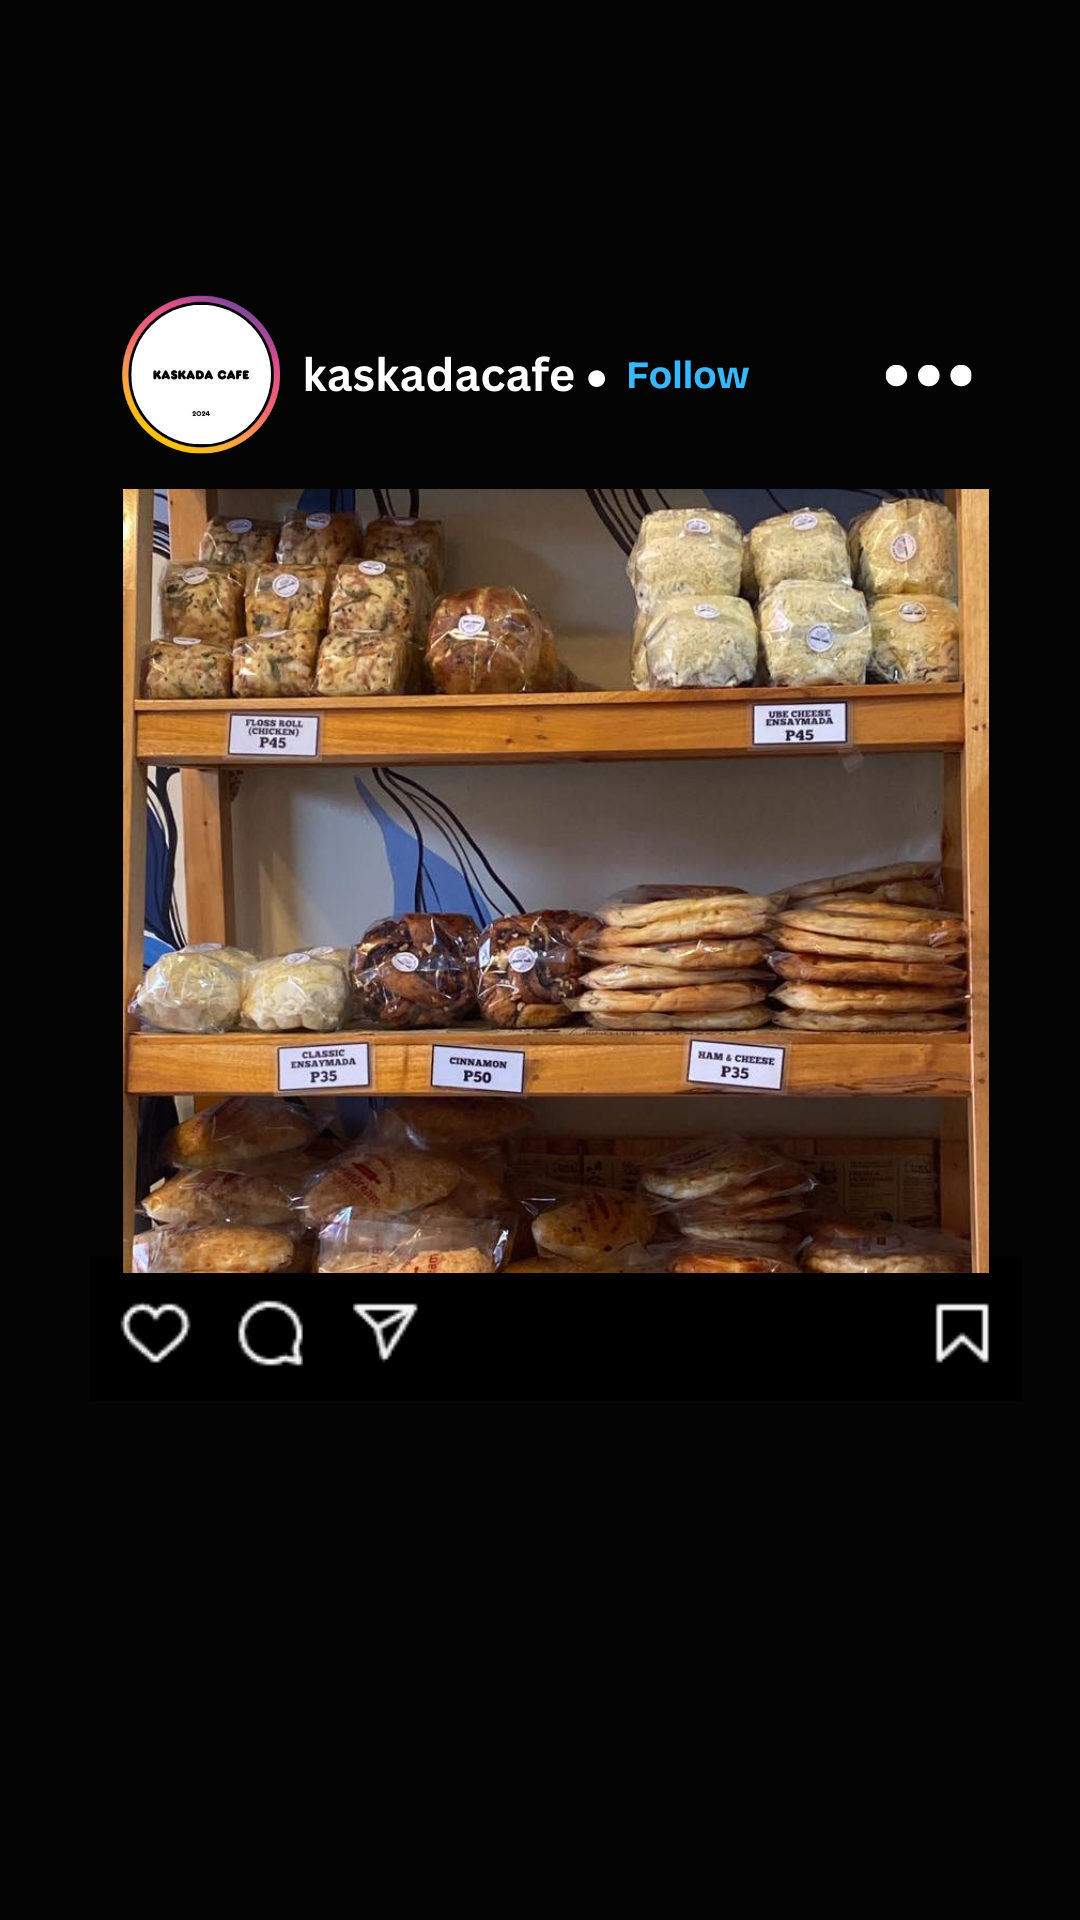 KASKADA CAFE
2024
kaskadacafe • Follow
FLOSS ROLL
(CHICKEN)
P45
UBE CHEESE
ENSAYMADA
P45
CLASSIC
ENSAYMADA
P35
CINNAMON
P50
HAM & CHEESE
P35